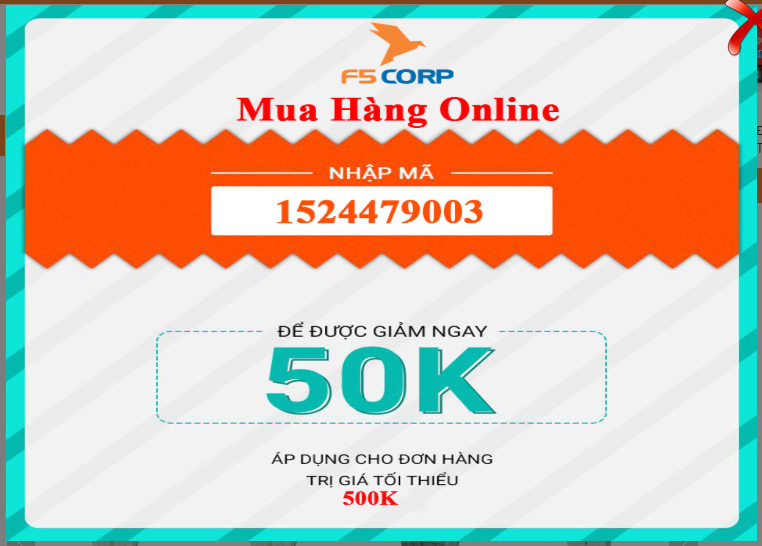 F5 CORP
Mua Hàng Online
NHẬP MÃ
1524479003
ĐỂ ĐƯỢC GIẢM NGAY
50K
ÁP DỤNG CHO ĐƠN HÀNG
TRỊ GIÁ TỐI THIỂU
500K